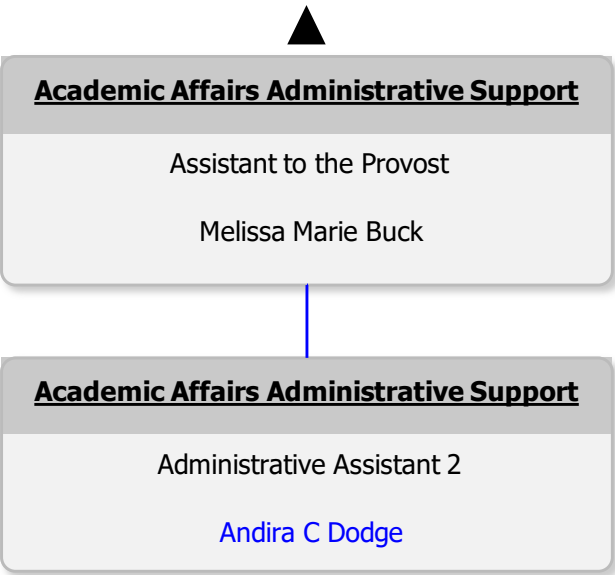 Academic Affairs Administrative Support
Assistant to the Provost
Melissa Marie Buck
Academic Affairs Administrative Support
Administrative Assistant 2
Andira C Dodge